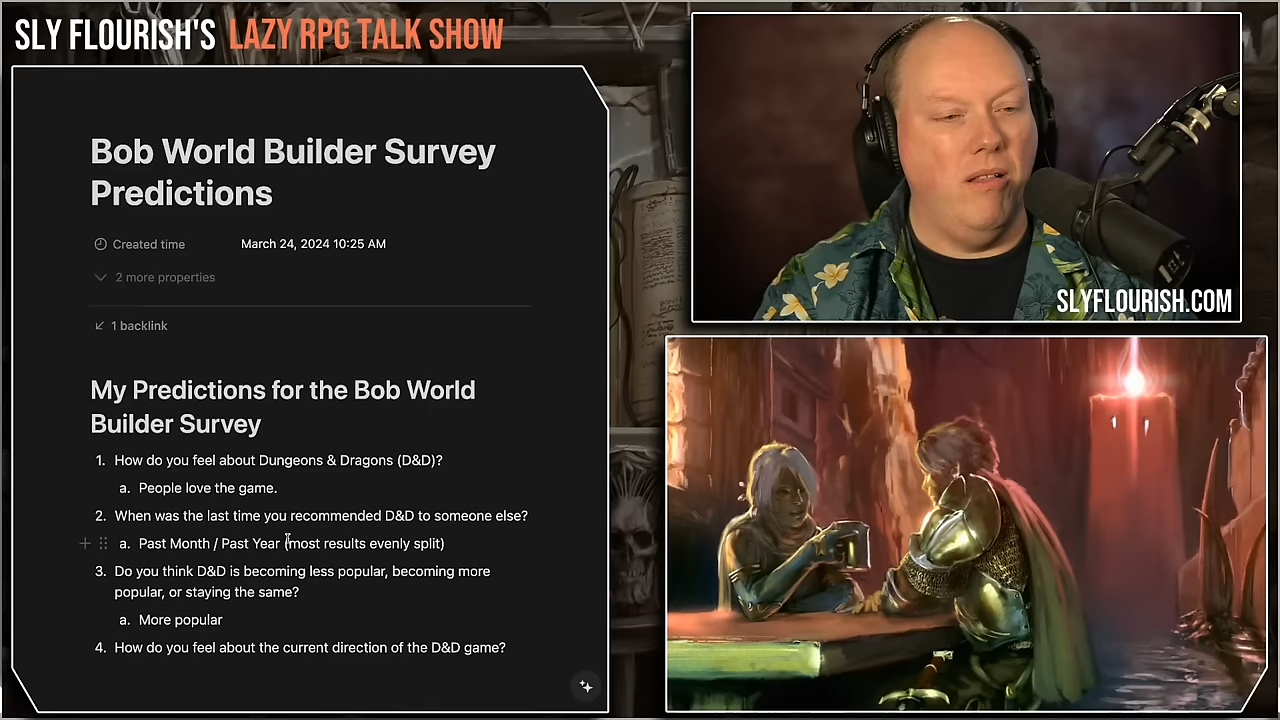 SLY FLOURISH'S LAZY RPG TALK SHOW
Bob World Builder Survey
Predictions
Created time March 24, 2024 10:25 AM
2 more properties
1 backlink
My Predictions for the Bob World
Builder Survey
1. How do you feel about Dungeons & Dragons (D&D)?
a. People love the game.
2. When was the last time you recommended D&D to someone else?
a. Past Month / Past Year (most results evenly split)
3. Do you think D&D is becoming less popular, becoming more
popular, or staying the same?
a. More popular
4. How do you feel about the current direction of the D&D game?
SLYFLOURISH.COM